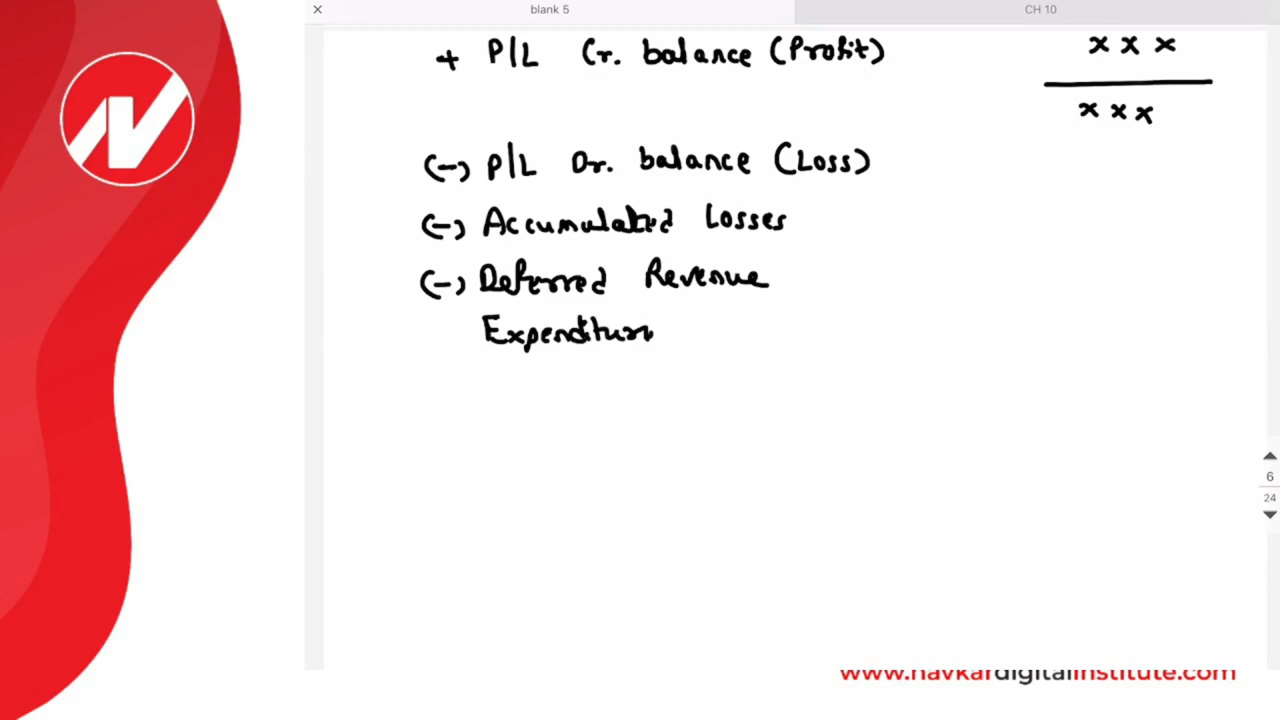 blank 5
CH 10
+ P/L Cr. balance (Profit) x x x
x x x
(-) P/L Dr. balance (Loss)
(-) Accumulated Losses
(-) Deferred Revenue
Expenditure
6
24
www.navkardigitalinstitute.com